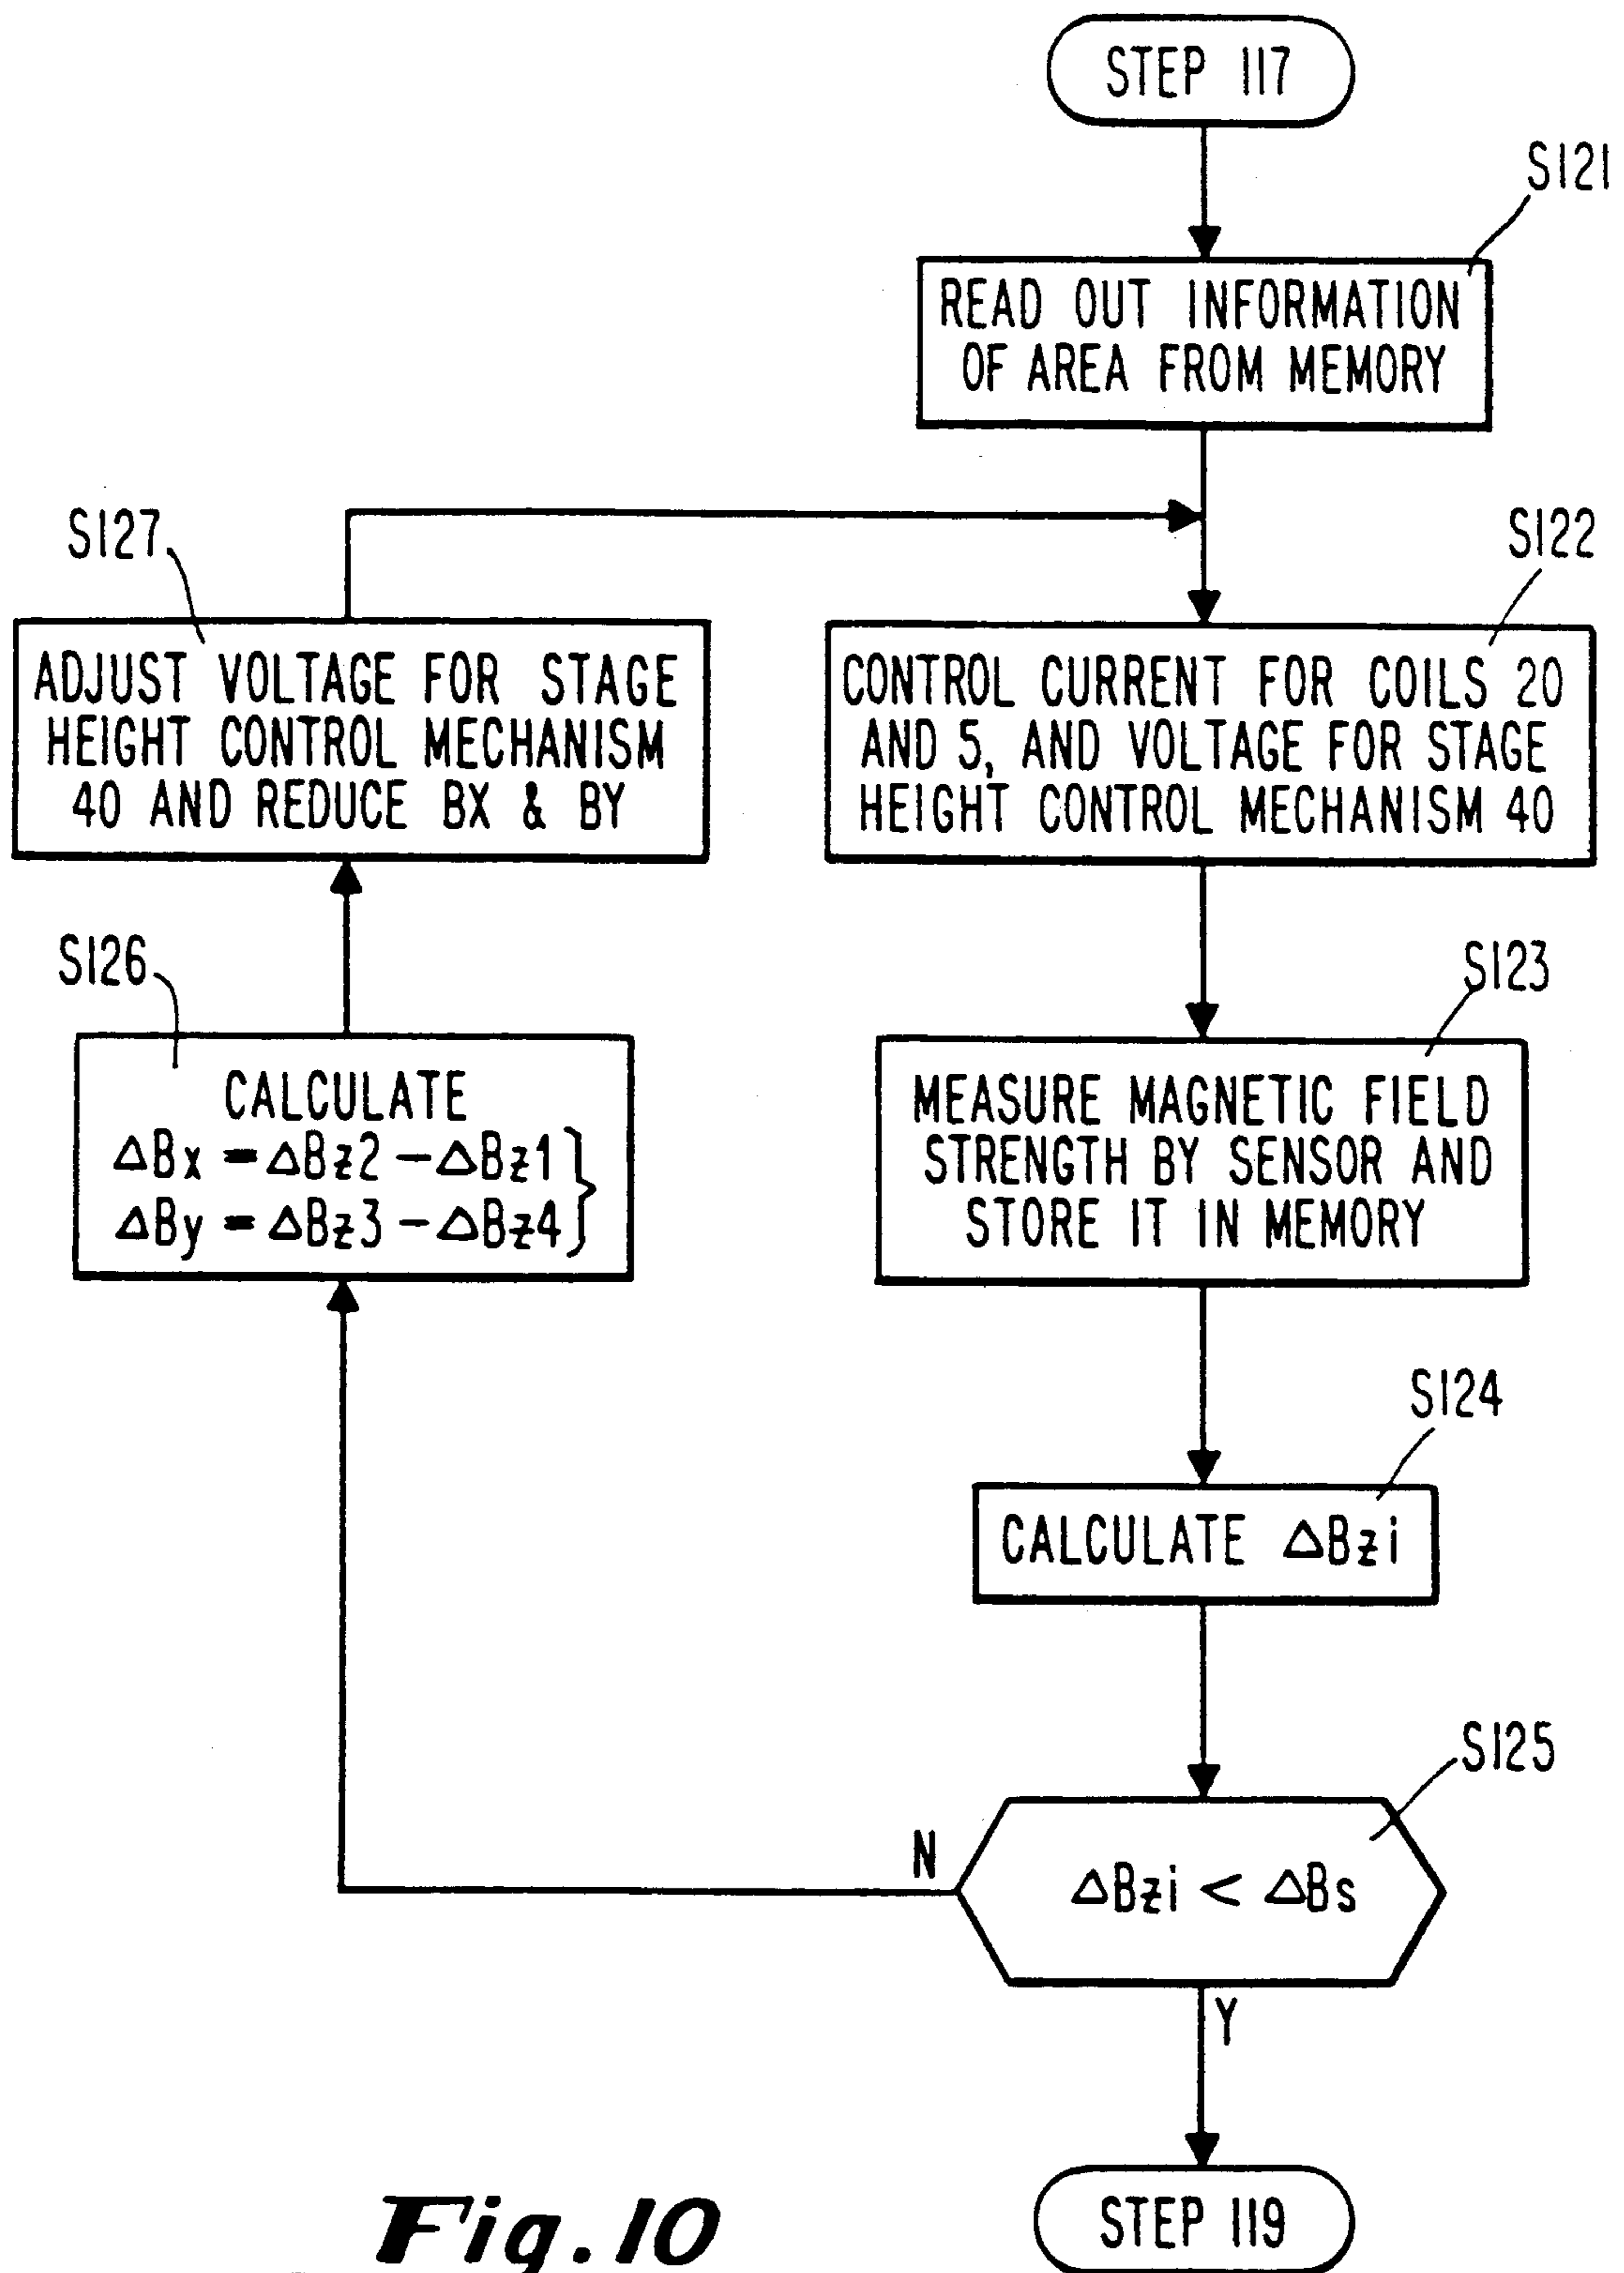 STEP 117
S121
READ OUT INFORMATION
OF AREA FROM MEMORY
S127
S122
ADJUST VOLTAGE FOR STAGE
HEIGHT CONTROL MECHANISM
40 AND REDUCE BX & BY
CONTROL CURRENT FOR COILS 20
AND 5, AND VOLTAGE FOR STAGE
HEIGHT CONTROL MECHANISM 40
S126
S123
CALCULATE
ΔBx = ΔBz2 − ΔBz1
ΔBy = ΔBz3 − ΔBz4
MEASURE MAGNETIC FIELD
STRENGTH BY SENSOR AND
STORE IT IN MEMORY
S124
CALCULATE ΔBzi
S125
N
ΔBzi < ΔBs
Y
STEP 119
Fig. 10